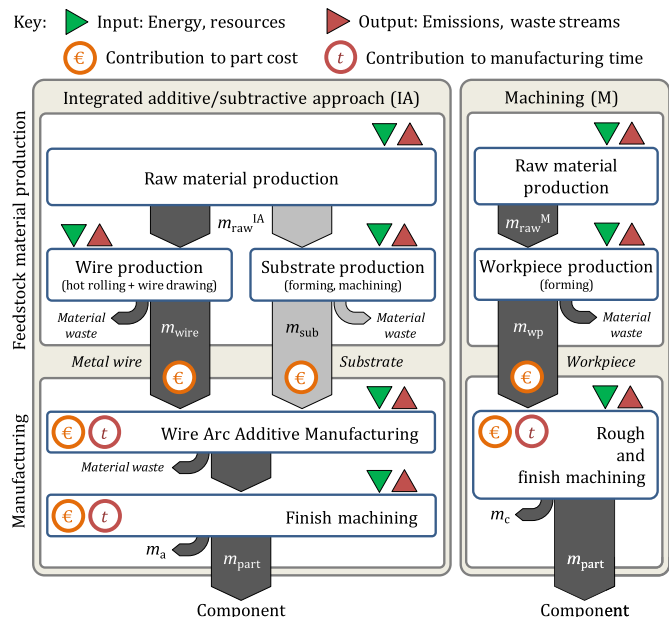 Key: Input: Energy, resources Output: Emissions, waste streams
€ Contribution to part cost t Contribution to manufacturing time
Integrated additive/subtractive approach (IA)
Machining (M)
Feedstock material production
Raw material production
Raw material
production
m_raw^IA
m_raw^M
Wire production
(hot rolling + wire drawing)
Substrate production
(forming, machining)
Workpiece production
(forming)
Material
waste
m_wire
m_sub
Material
waste
m_wp
Material
waste
Metal wire
Substrate
Workpiece
€
€
€
Manufacturing
€ t Wire Arc Additive Manufacturing
Material waste
€ t Finish machining
m_a
m_part
Component
€ t Rough
and
finish machining
m_c
m_part
Component